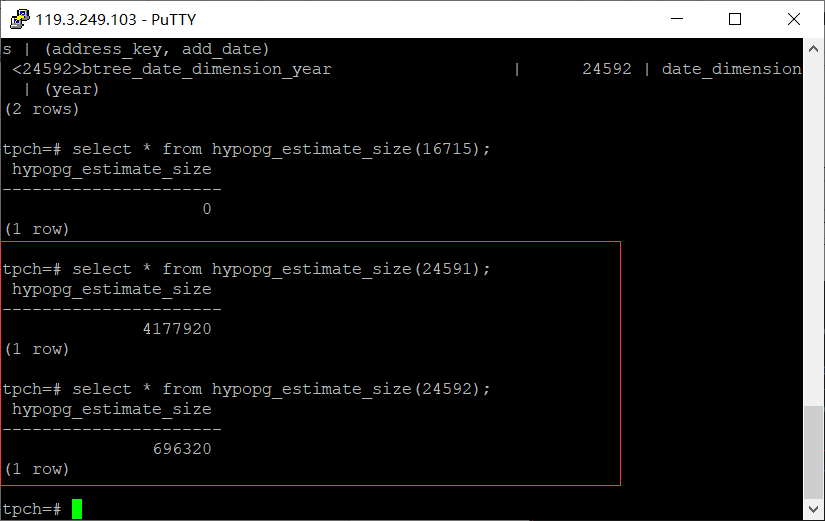 119.3.249.103 - PuTTY
s | (address_key, add_date)
<24592>btree_date_dimension_year | 24592 | date_dimension
| (year)
(2 rows)
tpch=# select * from hypopg_estimate_size(16715);
hypopg_estimate_size
----------------------
0
(1 row)
tpch=# select * from hypopg_estimate_size(24591);
hypopg_estimate_size
----------------------
4177920
(1 row)
tpch=# select * from hypopg_estimate_size(24592);
hypopg_estimate_size
----------------------
696320
(1 row)
tpch=#